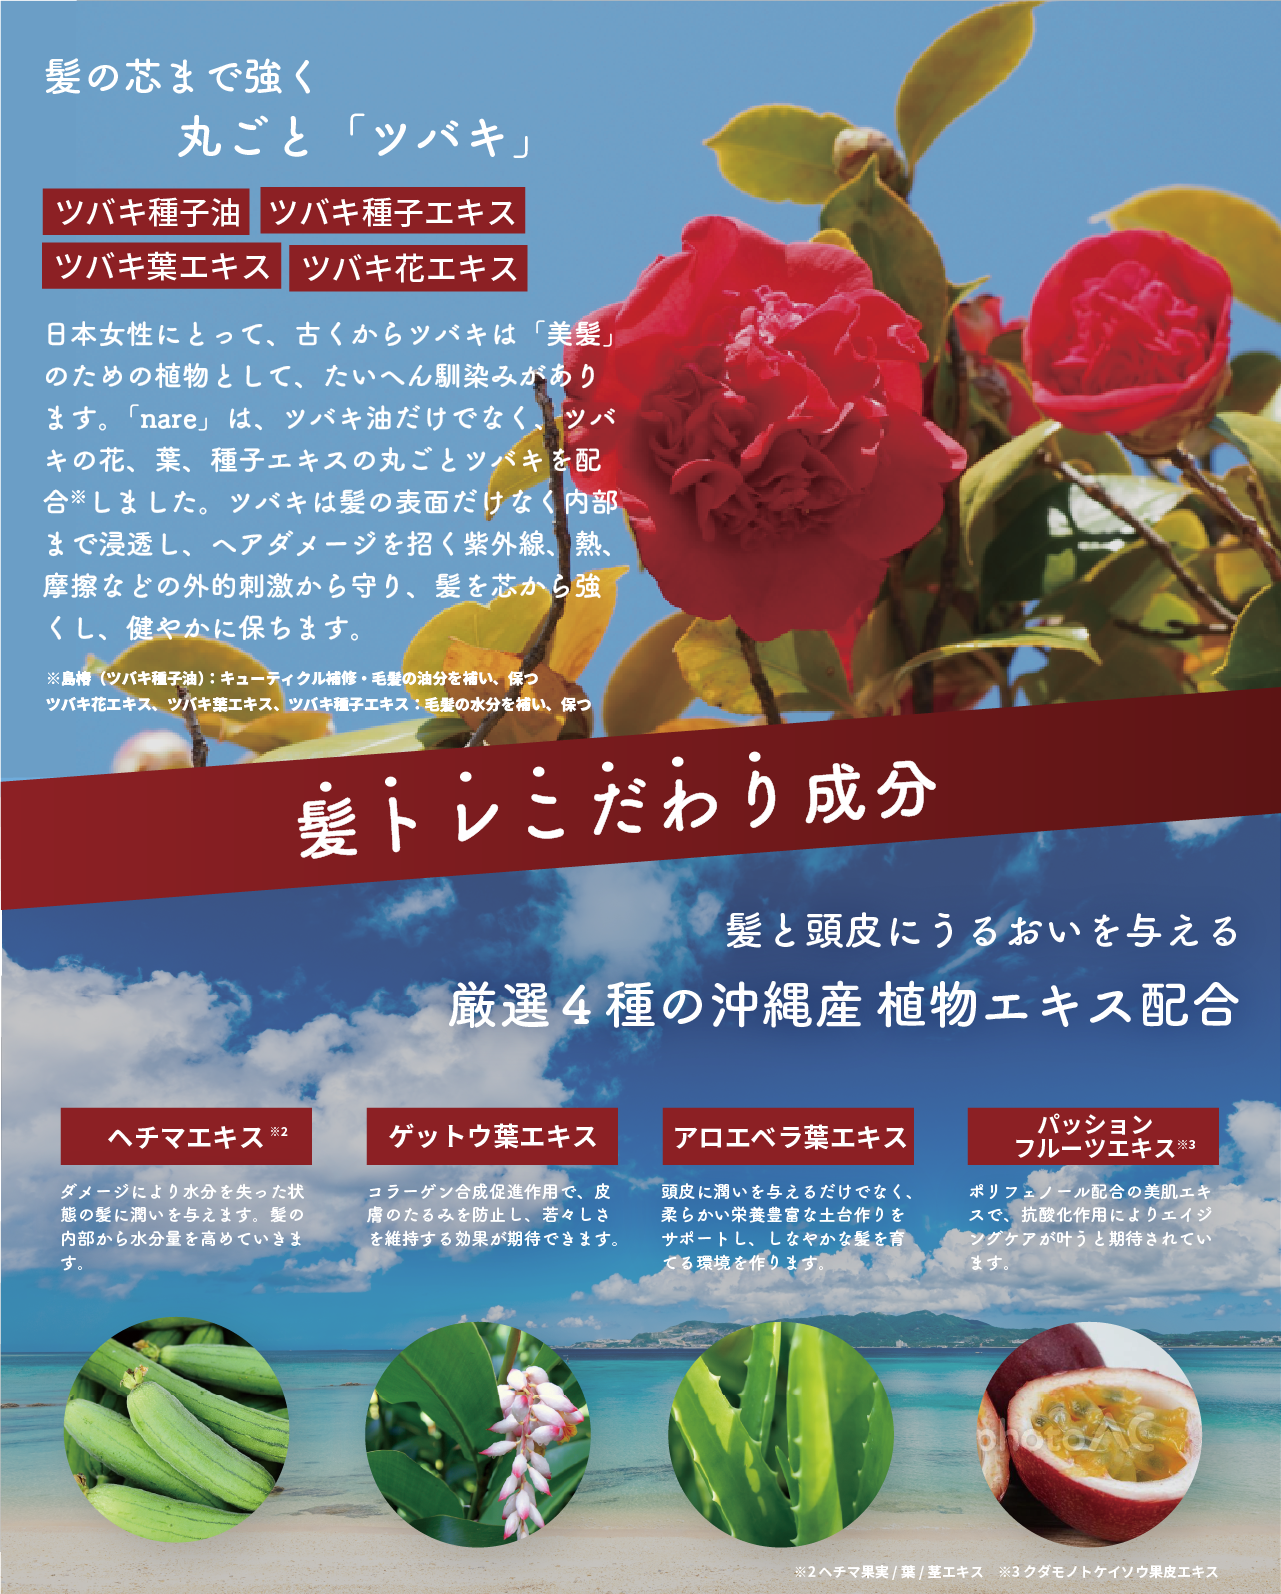 髪の芯まで強く
丸ごと「ツバキ」
ツバキ種子油
ツバキ種子エキス
ツバキ葉エキス
ツバキ花エキス
日本女性にとって、古くからツバキは「美髪」
のための植物として、たいへん馴染みがあり
ます。「nare」は、ツバキ油だけでなく、ツバ
キの花、葉、種子エキスの丸ごとツバキを配
合※しました。ツバキは髪の表面だけなく内部
まで浸透し、ヘアダメージを招く紫外線、熱、
摩擦などの外的刺激から守り、髪を芯から強
くし、健やかに保ちます。
※島椿（ツバキ種子油）：キューティクル補修・毛髪の油分を補い、保つ
ツバキ花エキス、ツバキ葉エキス、ツバキ種子エキス：毛髪の水分を補い、保つ
髪トレこだわり成分
髪と頭皮にうるおいを与える
厳選４種の沖縄産 植物エキス配合
ヘチマエキス ※2
ダメージにより水分を失った状
態の髪に潤いを与えます。髪の
内部から水分量を高めていきま
す。
ゲットウ葉エキス
コラーゲン合成促進作用で、皮
膚のたるみを防止し、若々しさ
を維持する効果が期待できます。
アロエベラ葉エキス
頭皮に潤いを与えるだけでなく、
柔らかい栄養豊富な土台作りを
サポートし、しなやかな髪を育
てる環境を作ります。
パッション
フルーツエキス※3
ポリフェノール配合の美肌エキ
スで、抗酸化作用によりエイジ
ングケアが叶うと期待されてい
ます。
photoAC
※2 ヘチマ果実 / 葉 / 茎エキス　※3 クダモノトケイソウ果皮エキス